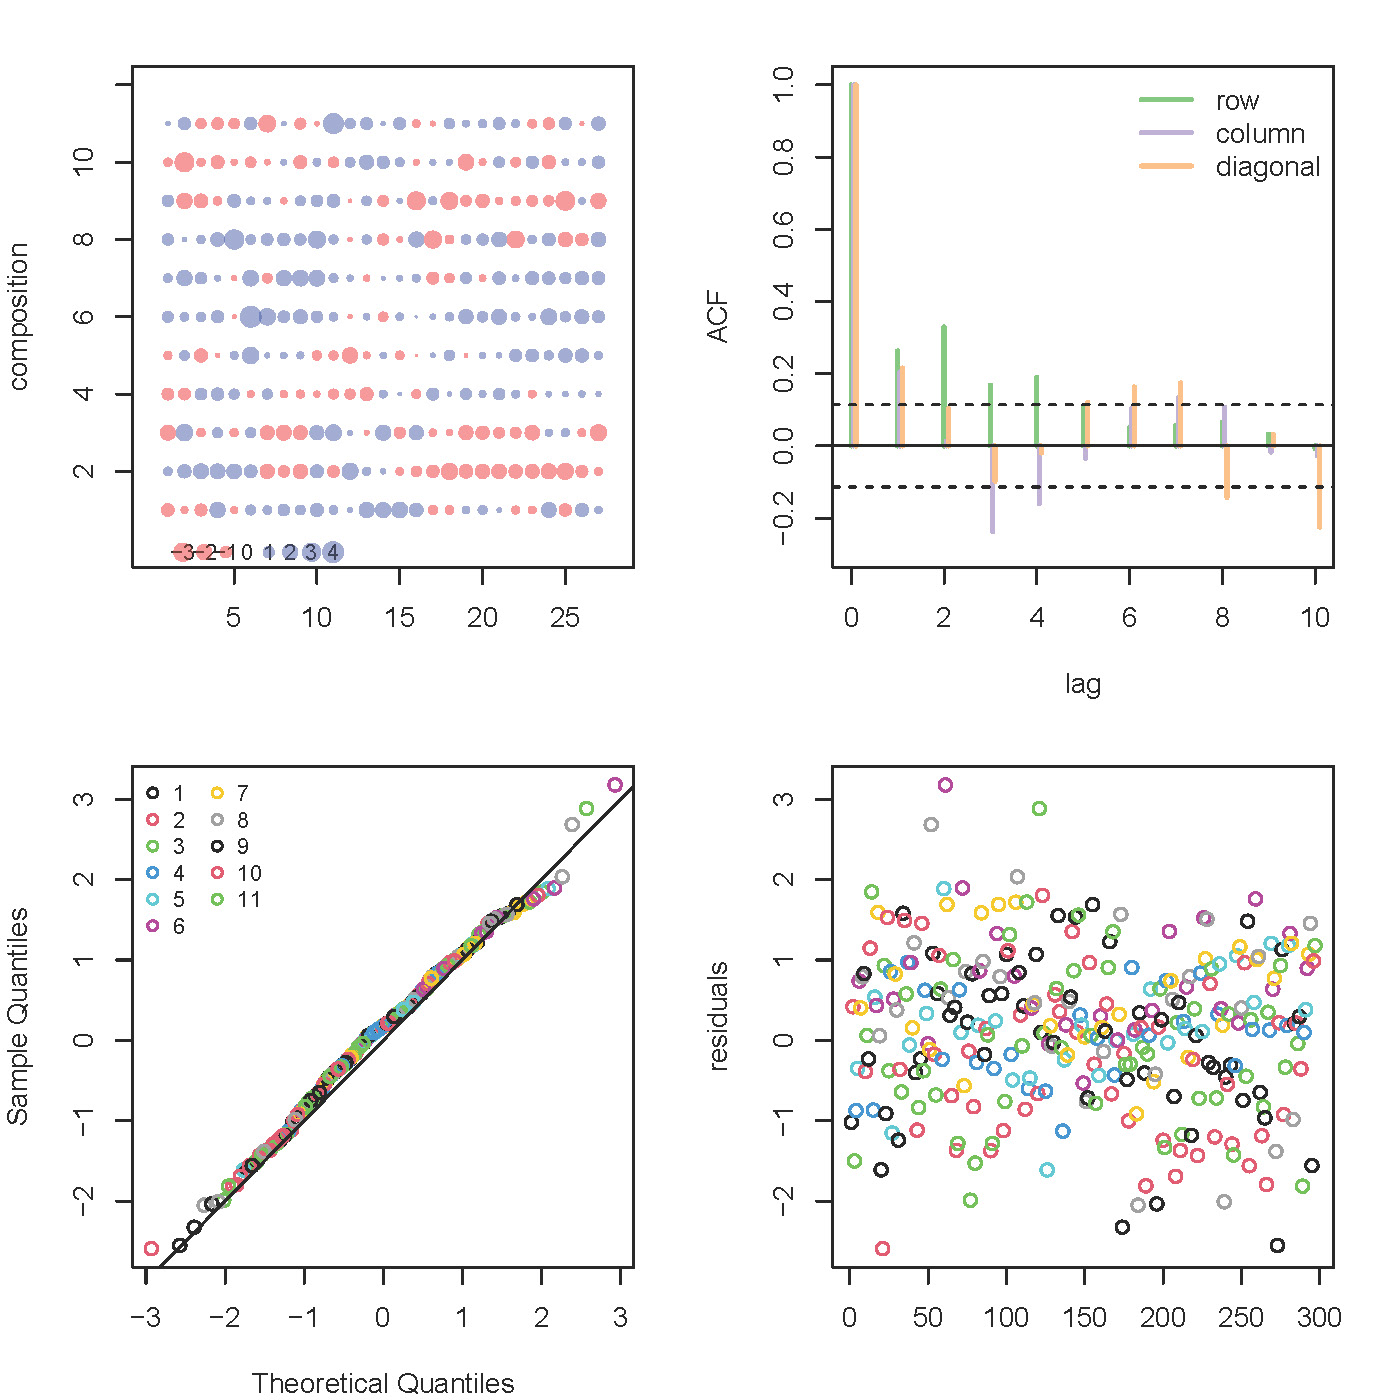 composition
2
4
6
8
10
−3 −2 −1 0 1 2 3 4
5 10 15 20 25
ACF
−0.2
0.0
0.2
0.4
0.6
0.8
1.0
row
column
diagonal
0 2 4 6 8 10
lag
Sample Quantiles
−2
−1
0
1
2
3
1 7
2 8
3 9
4 10
5 11
6
−3 −2 −1 0 1 2 3
Theoretical Quantiles
residuals
−2
−1
0
1
2
3
0 50 100 150 200 250 300